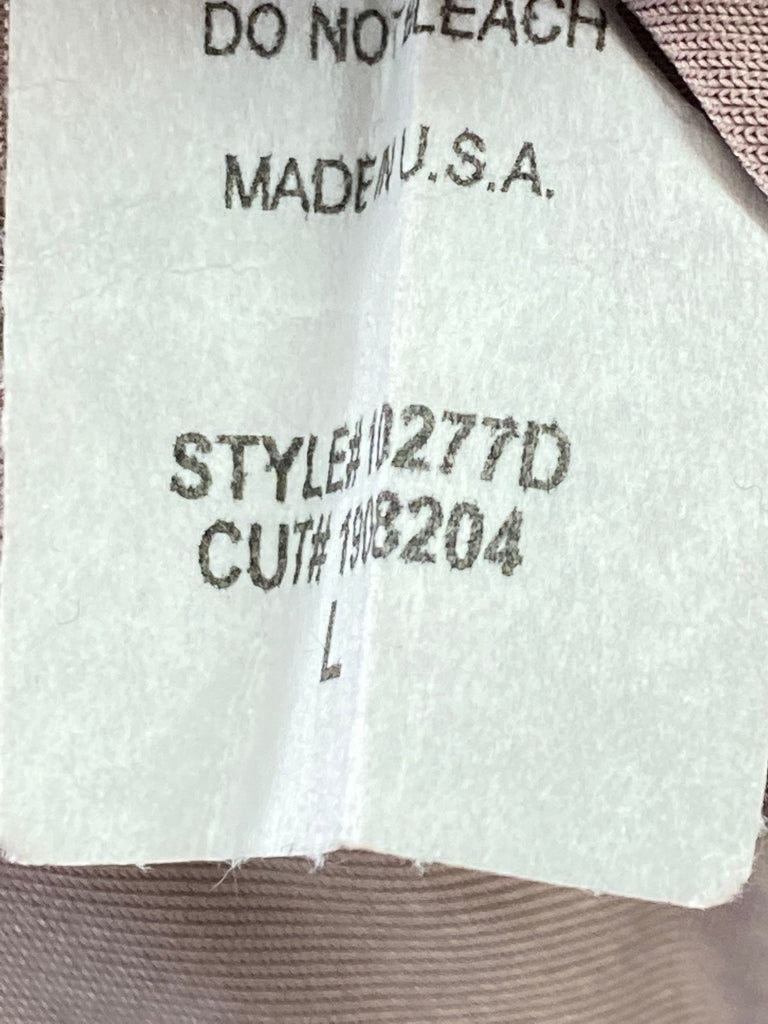 DO NOT BLEACH
MADE IN U.S.A.
STYLE# 10277D
CUT# 1908204
L